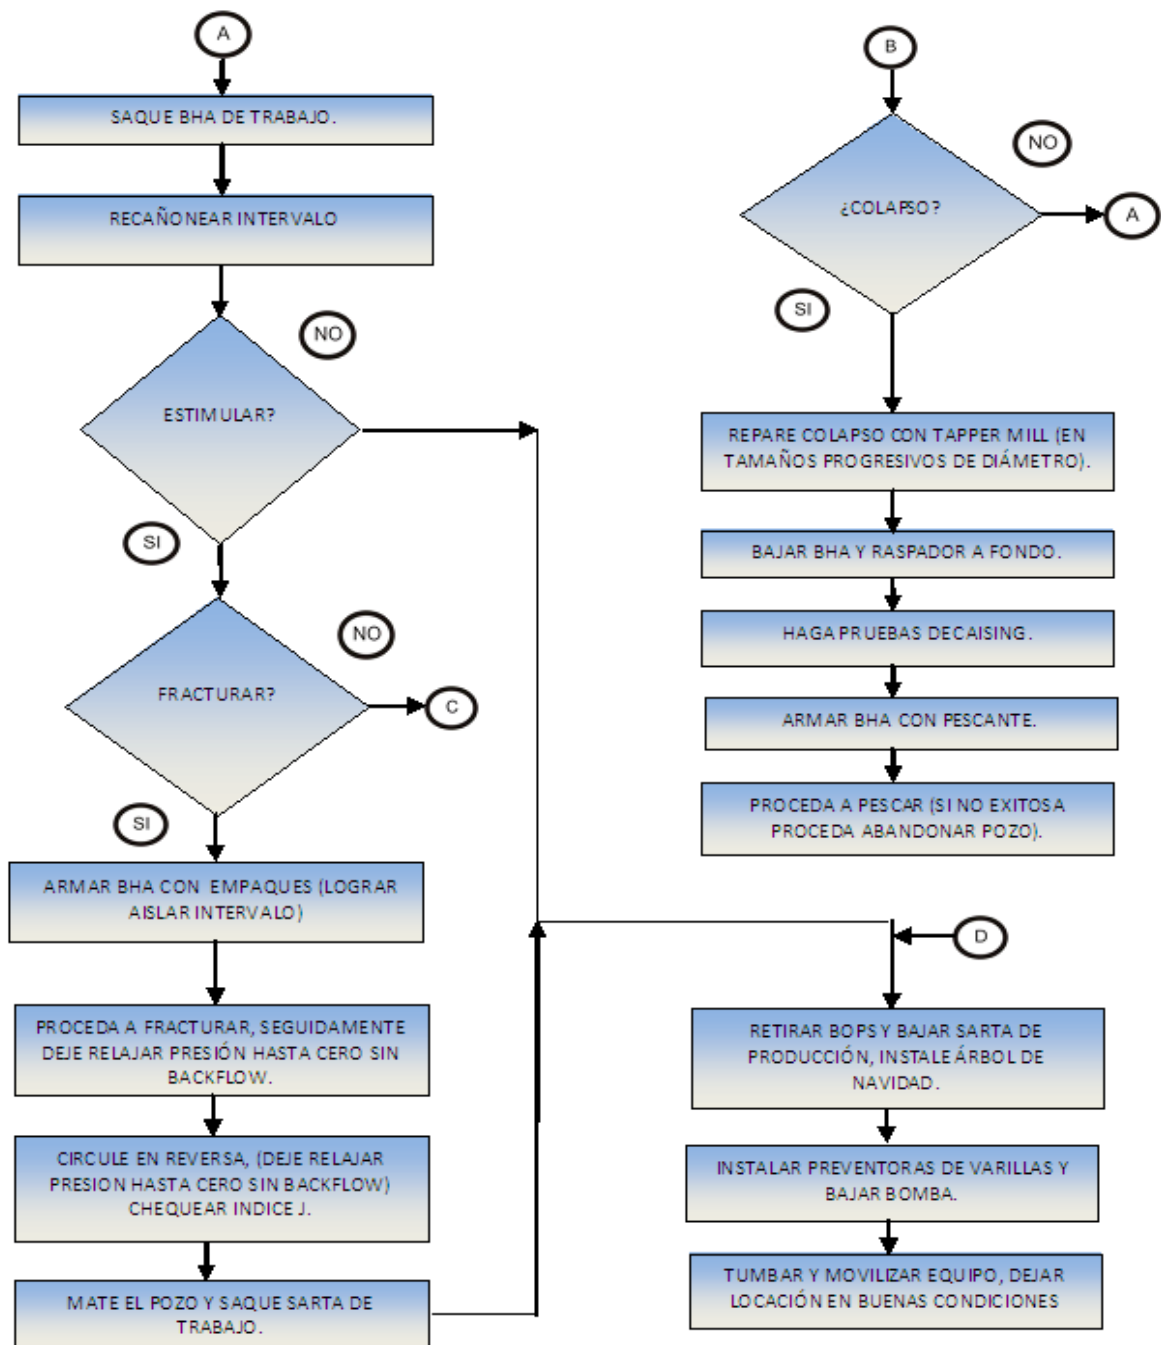 A
SAQUE BHA DE TRABAJO.
RECAÑONEAR INTERVALO
NO
ESTIMULAR?
SI
NO
FRACTURAR?
C
SI
ARMAR BHA CON EMPAQUES (LOGRAR
AISLAR INTERVALO)
PROCEDA A FRACTURAR, SEGUIDAMENTE
DEJE RELAJAR PRESIÓN HASTA CERO SIN
BACKFLOW.
CIRCULE EN REVERSA, (DEJE RELAJAR
PRESION HASTA CERO SIN BACKFLOW)
CHEQUEAR INDICE J.
MATE EL POZO Y SAQUE SARTA DE
TRABAJO.
B
NO
¿COLAPSO?
A
SI
REPARE COLAPSO CON TAPPER MILL (EN
TAMAÑOS PROGRESIVOS DE DIÁMETRO).
BAJAR BHA Y RASPADOR A FONDO.
HAGA PRUEBAS DECAISING.
ARMAR BHA CON PESCANTE.
PROCEDA A PESCAR (SI NO EXITOSA
PROCEDA ABANDONAR POZO).
D
RETIRAR BOPS Y BAJAR SARTA DE
PRODUCCIÓN, INSTALE ÁRBOL DE
NAVIDAD.
INSTALAR PREVENTORAS DE VARILLAS Y
BAJAR BOMBA.
TUMBAR Y MOVILIZAR EQUIPO, DEJAR
LOCACIÓN EN BUENAS CONDICIONES